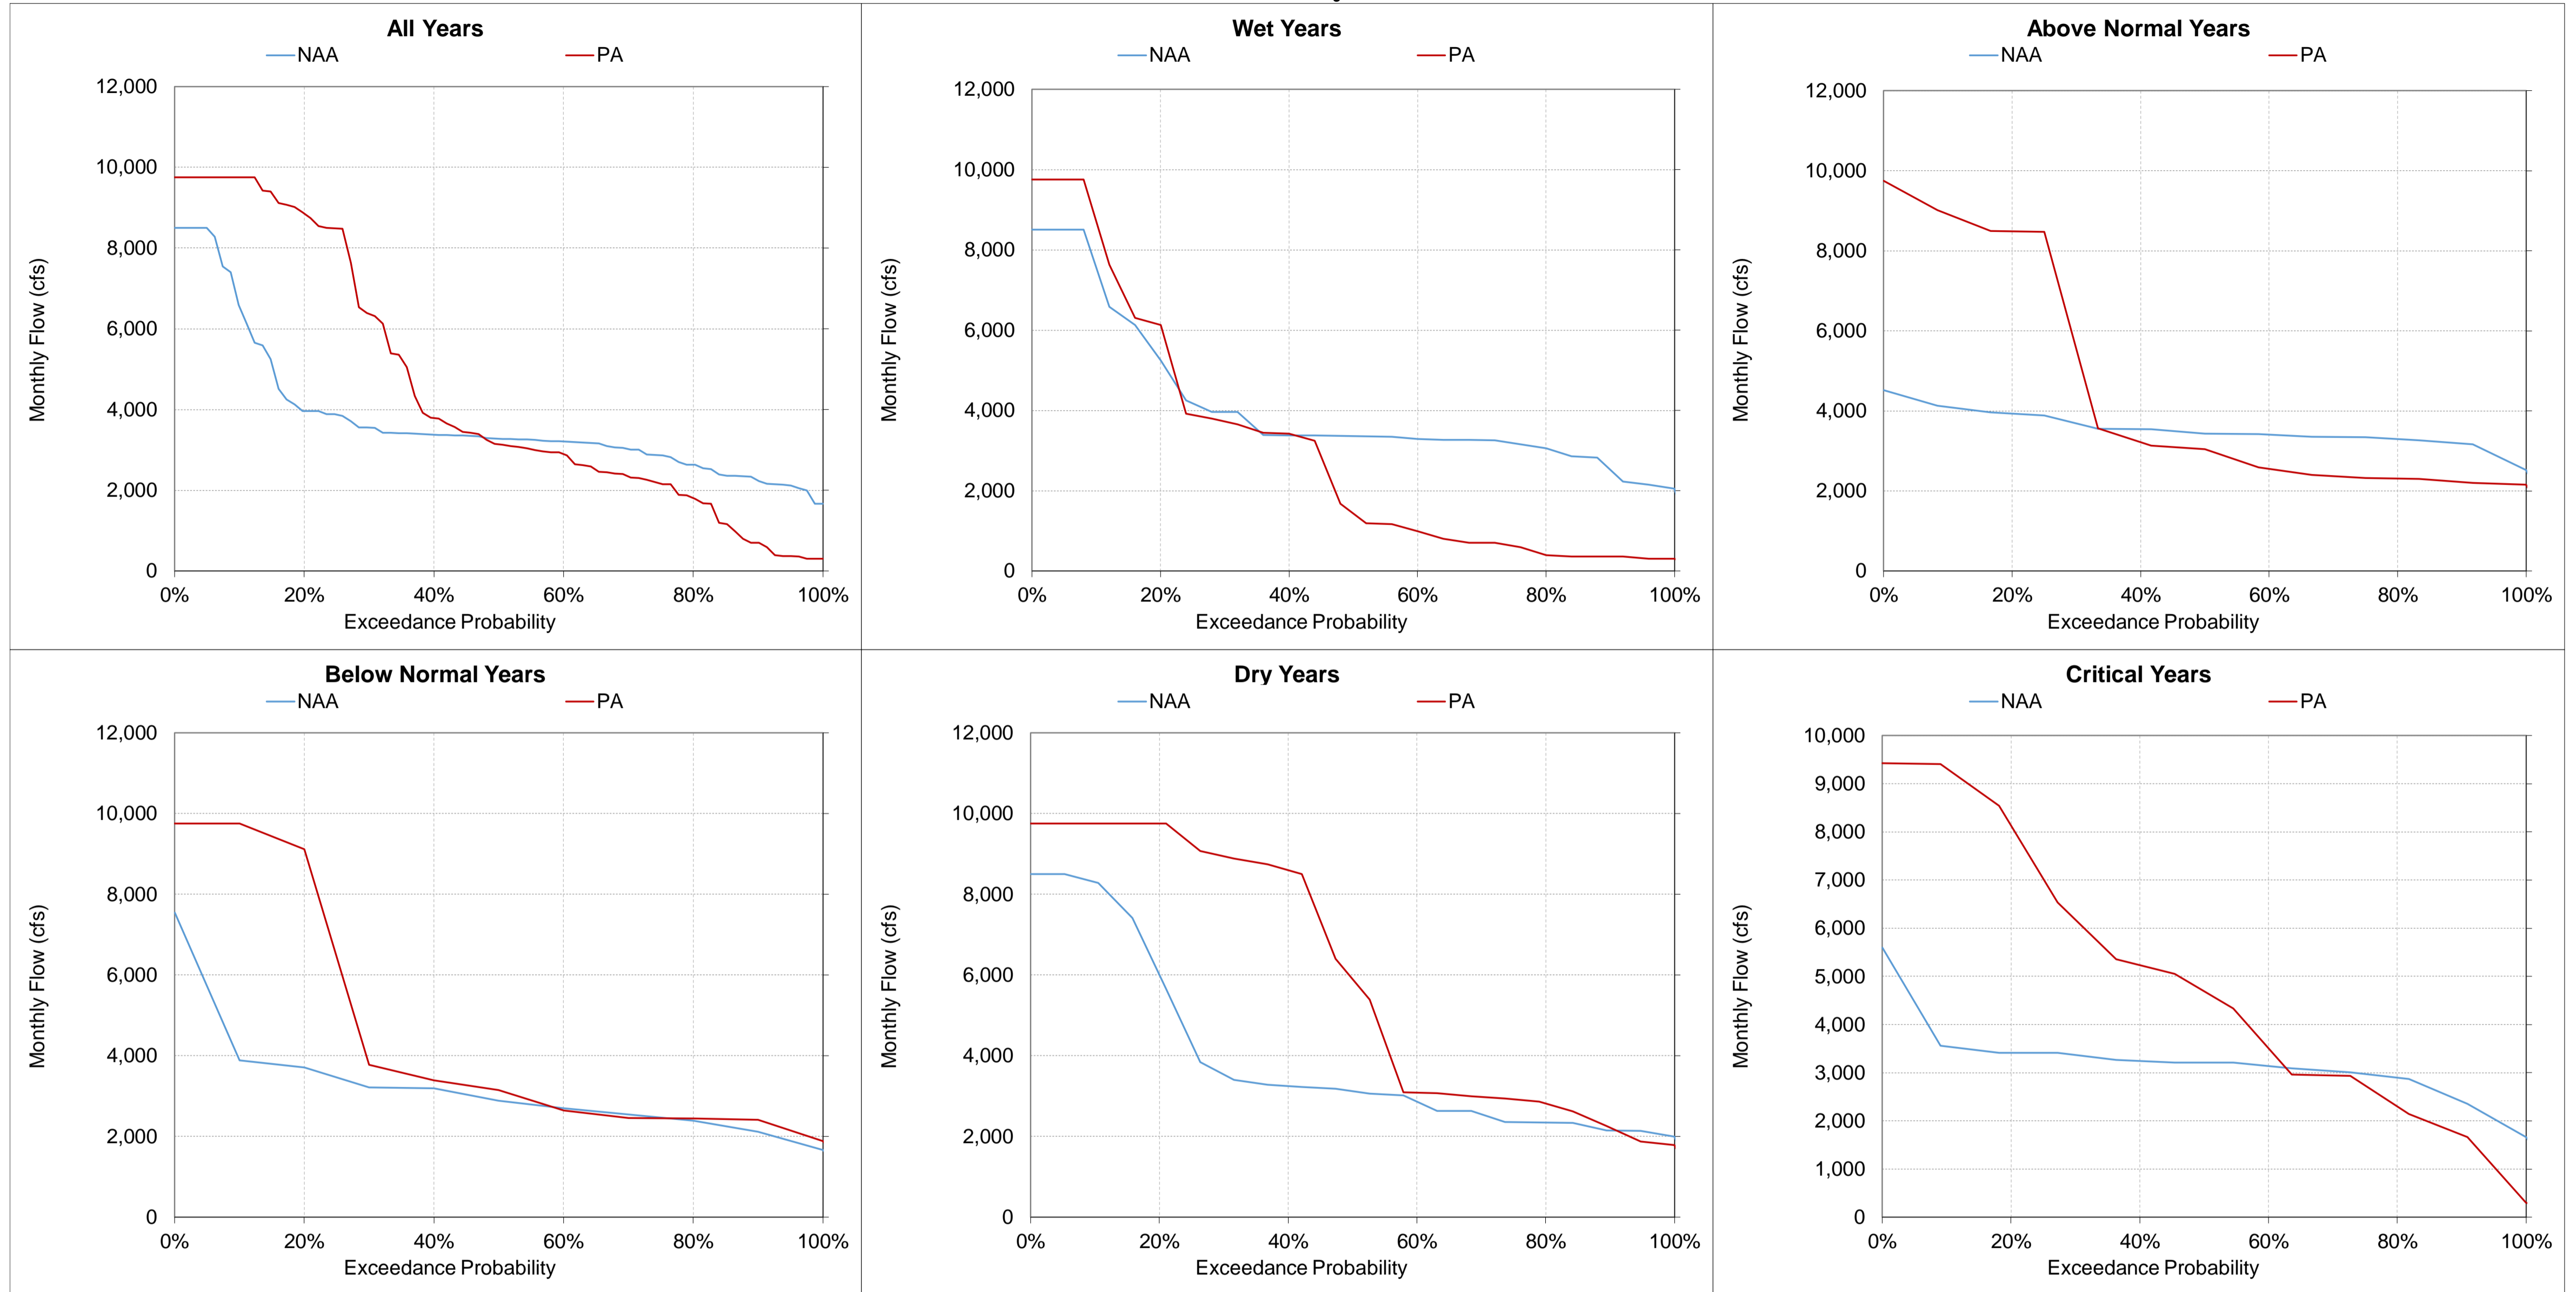 All Years
NAA PA
12,000
10,000
8,000
6,000
4,000
2,000
0
Monthly Flow (cfs)
0% 20% 40% 60% 80% 100%
Exceedance Probability
Wet Years
NAA PA
12,000
10,000
8,000
6,000
4,000
2,000
0
Monthly Flow (cfs)
0% 20% 40% 60% 80% 100%
Exceedance Probability
Above Normal Years
NAA PA
12,000
10,000
8,000
6,000
4,000
2,000
0
Monthly Flow (cfs)
0% 20% 40% 60% 80% 100%
Exceedance Probability
Below Normal Years
NAA PA
12,000
10,000
8,000
6,000
4,000
2,000
0
Monthly Flow (cfs)
0% 20% 40% 60% 80% 100%
Exceedance Probability
Dry Years
NAA PA
12,000
10,000
8,000
6,000
4,000
2,000
0
Monthly Flow (cfs)
0% 20% 40% 60% 80% 100%
Exceedance Probability
Critical Years
NAA PA
10,000
9,000
8,000
7,000
6,000
5,000
4,000
3,000
2,000
1,000
0
Monthly Flow (cfs)
0% 20% 40% 60% 80% 100%
Exceedance Probability